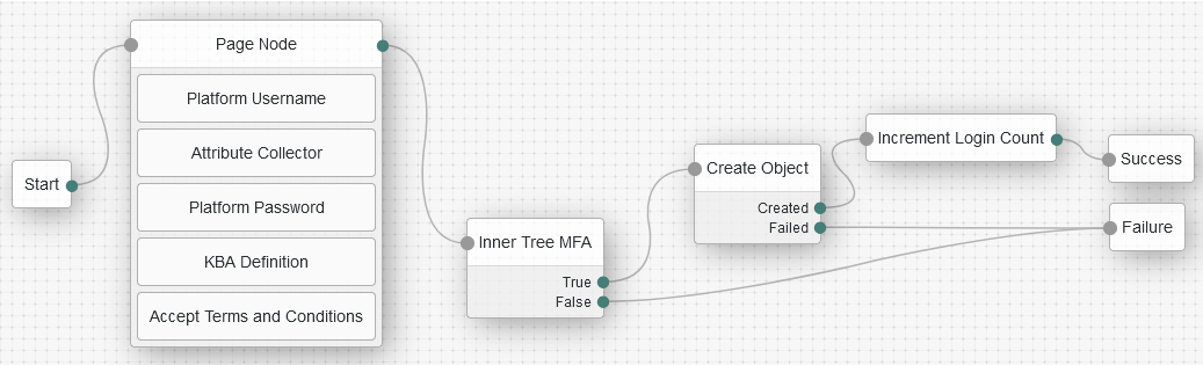 Start
Page Node
Platform Username
Attribute Collector
Platform Password
KBA Definition
Accept Terms and Conditions
Inner Tree MFA
True
False
Create Object
Created
Failed
Increment Login Count
Success
Failure